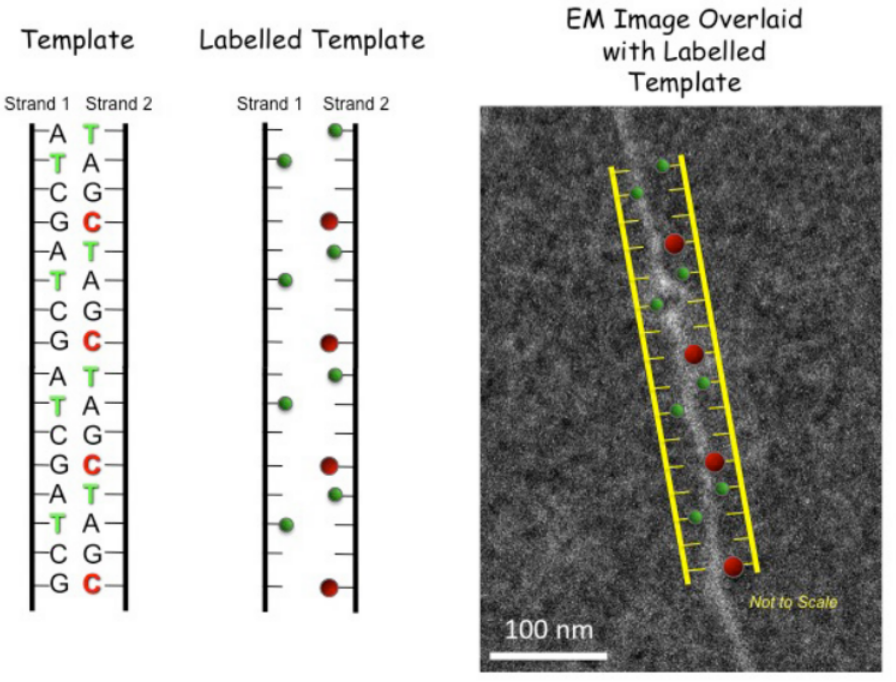 Template
Strand 1 Strand 2
A T
T A
C G
G C
A T
T A
C G
G C
A T
T A
C G
G C
A T
T A
C G
G C
Labelled Template
Strand 1 Strand 2
EM Image Overlaid
with Labelled
Template
Not to Scale
100 nm